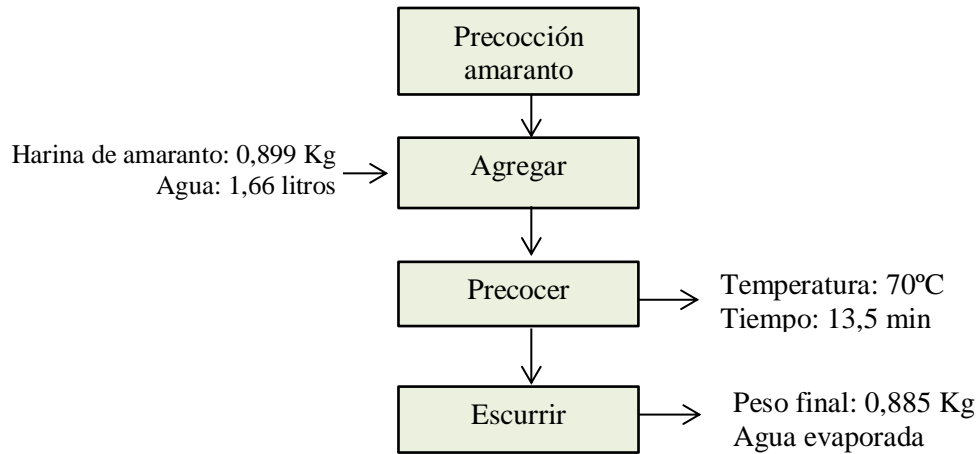 Precocción
amaranto
Harina de amaranto: 0,899 Kg
Agua: 1,66 litros
Agregar
Precocer
Temperatura: 70ºC
Tiempo: 13,5 min
Escurrir
Peso final: 0,885 Kg
Agua evaporada